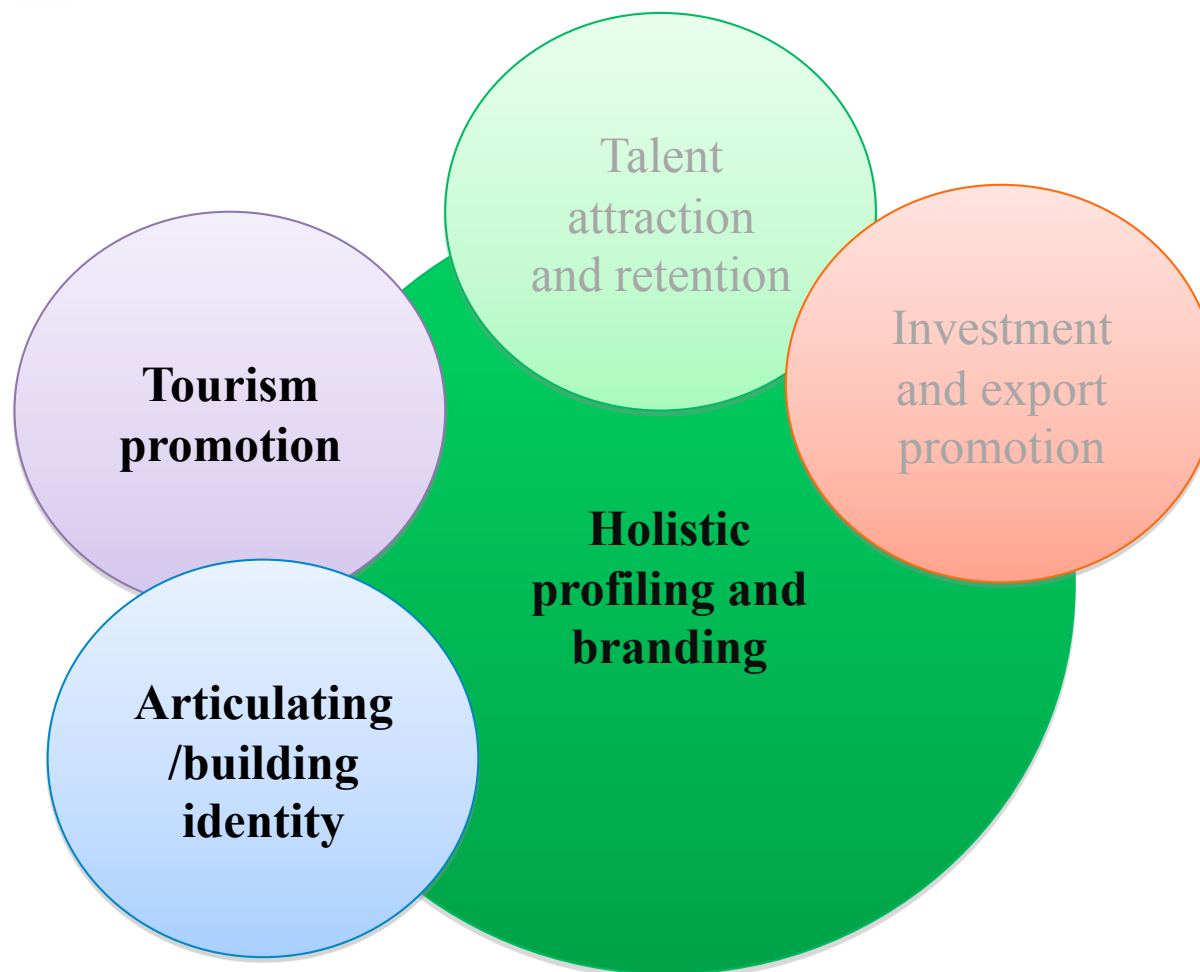 Talent
attraction
and retention
Investment
and export
promotion
Tourism
promotion
Holistic
profiling and
branding
Articulating
/building
identity